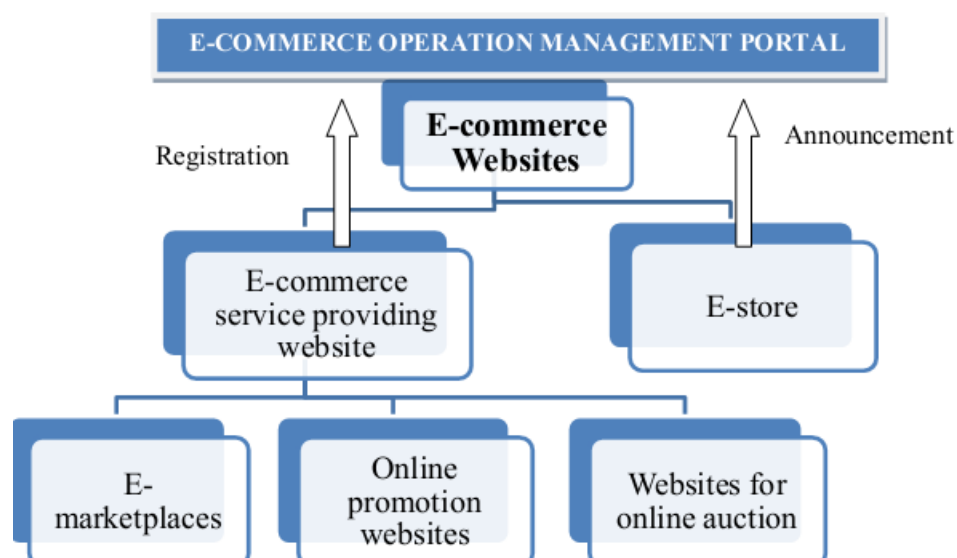 E-COMMERCE OPERATION MANAGEMENT PORTAL
E-commerce
Websites
Registration
Announcement
E-commerce
service providing
website
E-store
E-
marketplaces
Online
promotion
websites
Websites for
online auction